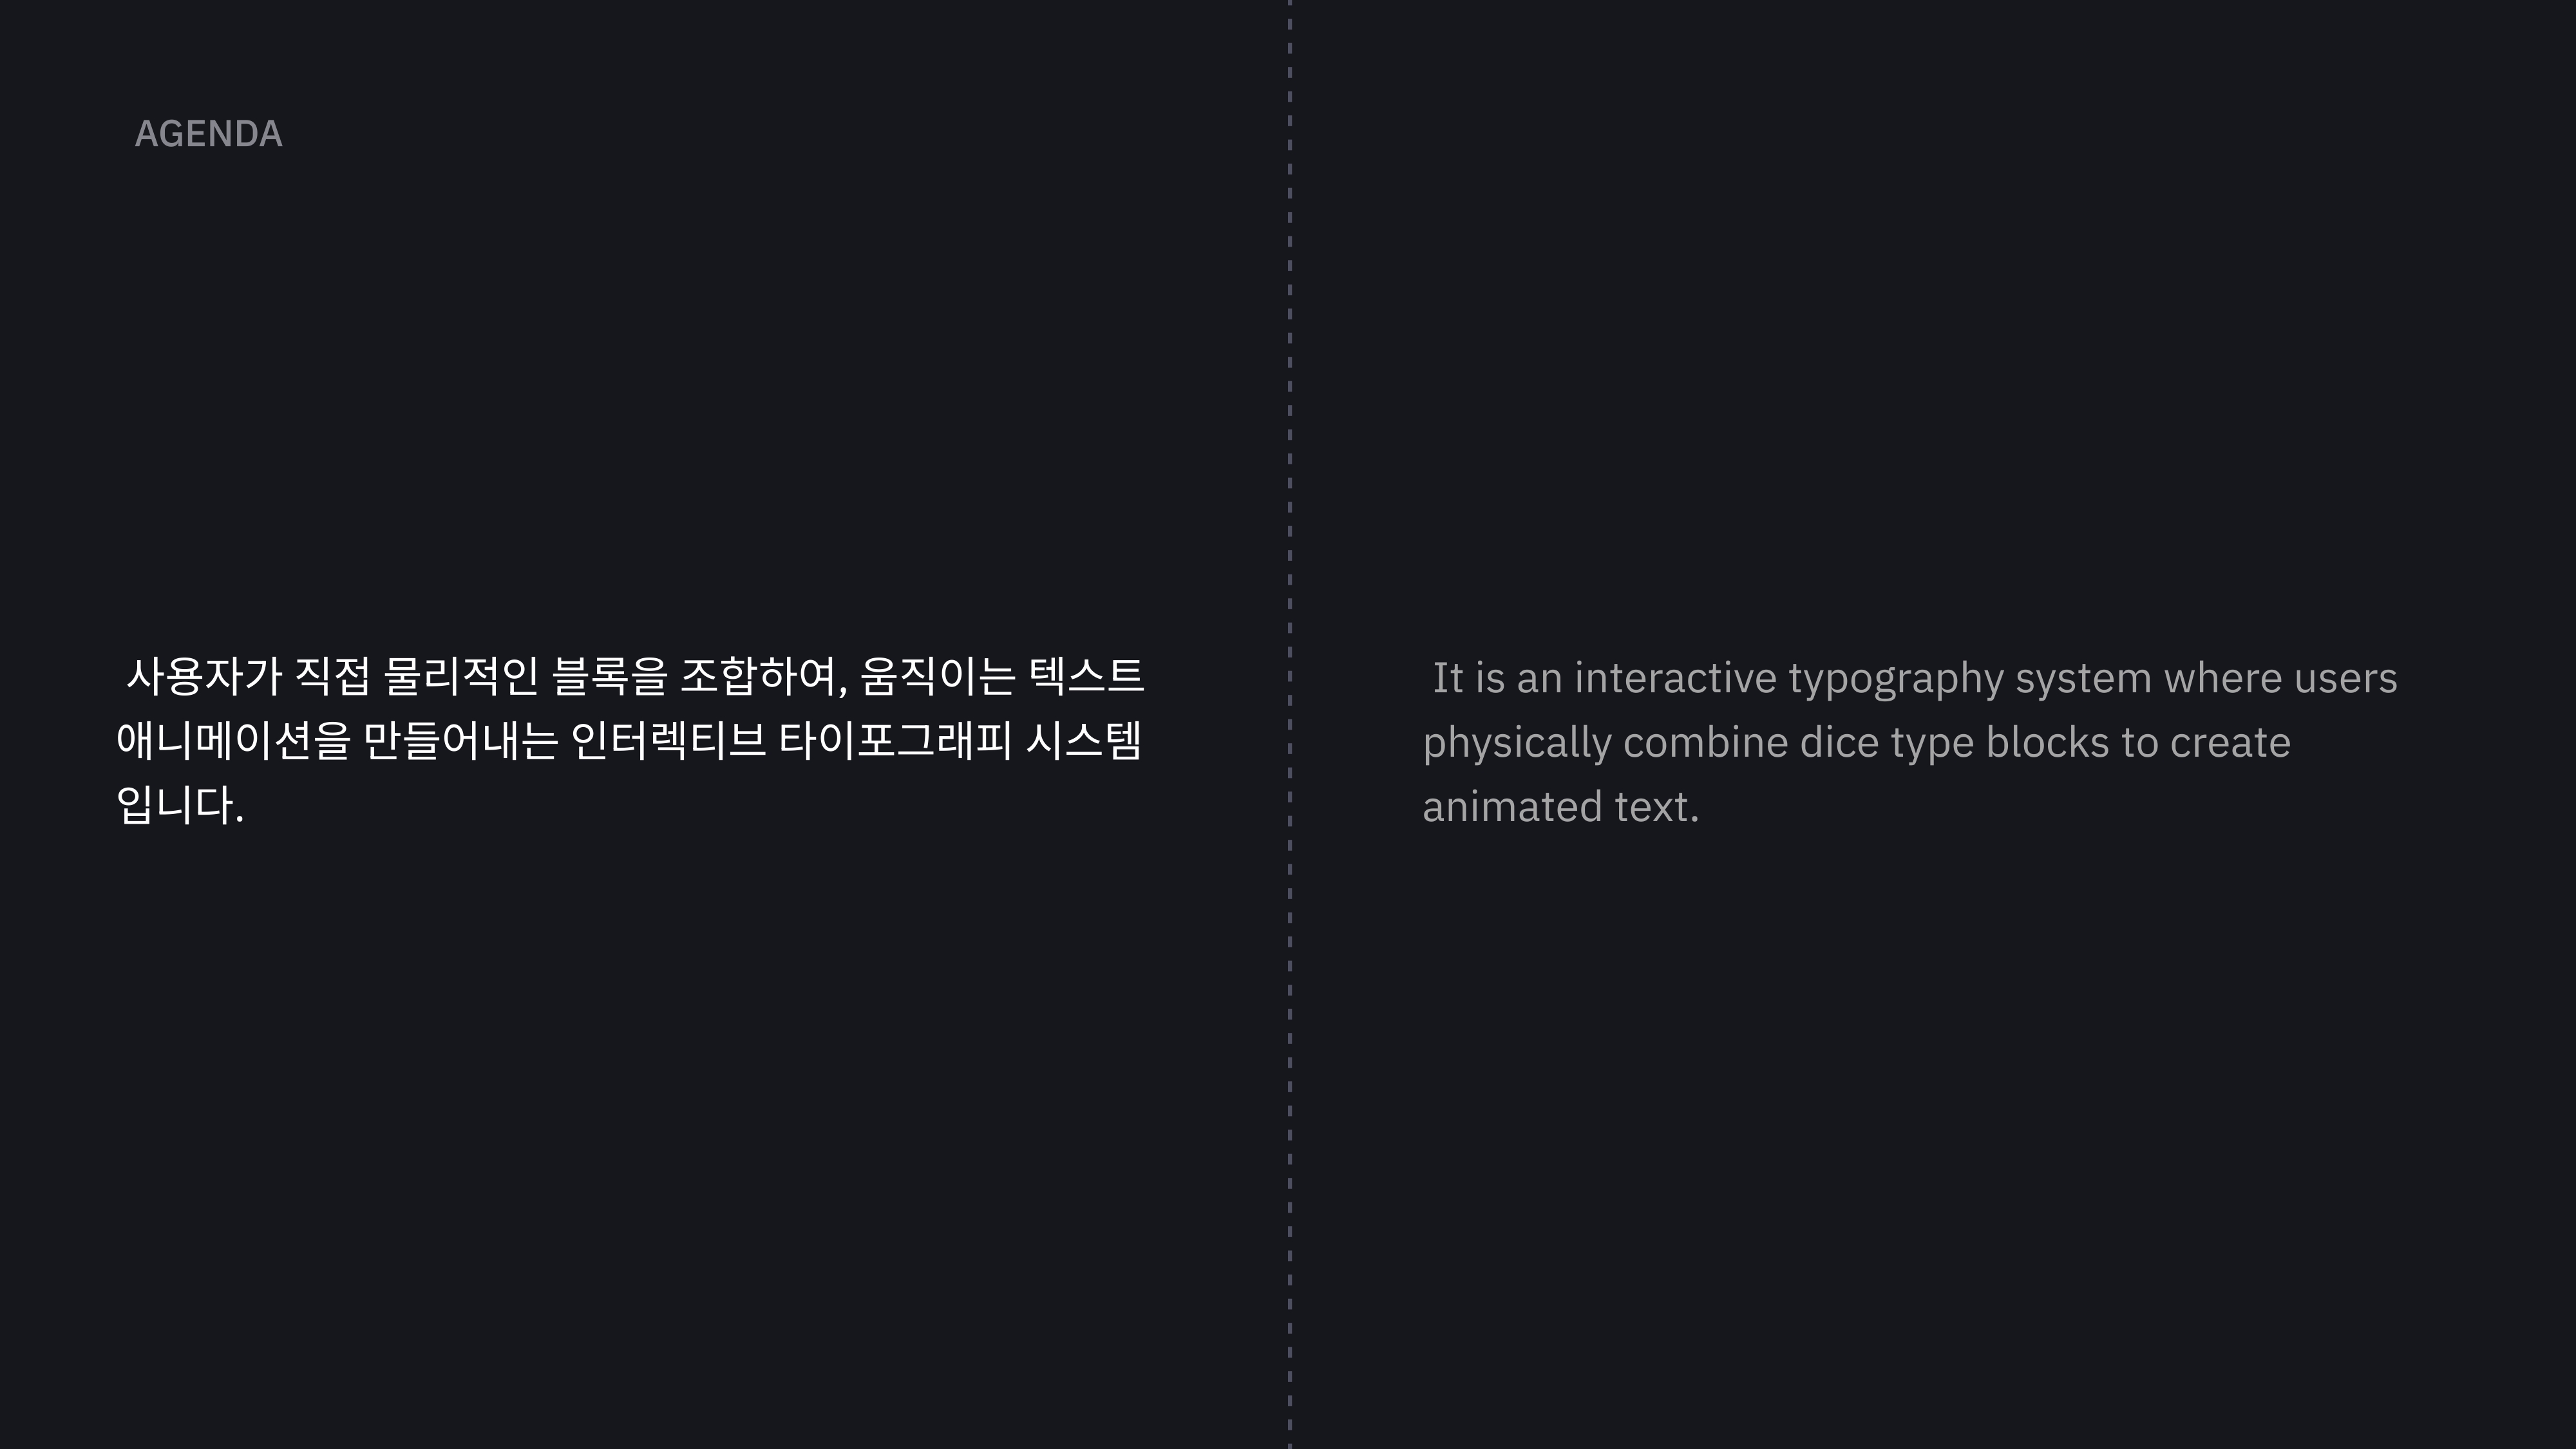 AGENDA
사용자가 직접 물리적인 블록을 조합하여, 움직이는 텍스트
애니메이션을 만들어내는 인터렉티브 타이포그래피 시스템
입니다.
It is an interactive typography system where users
physically combine dice type blocks to create
animated text.